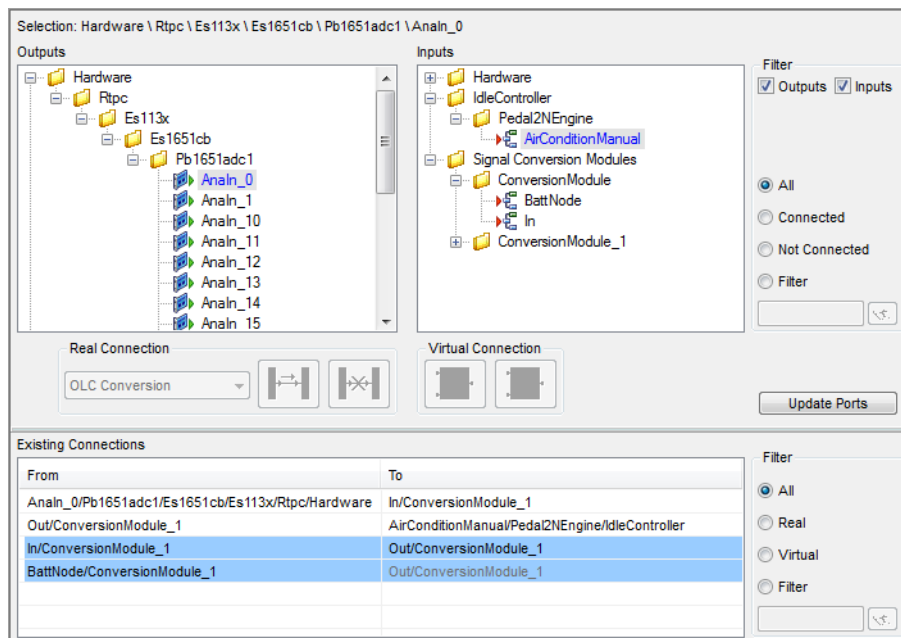 Selection: Hardware \ Rtpc \ Es113x \ Es1651cb \ Pb1651adc1 \ AnaIn_0
Outputs
Hardware
Rtpc
Es113x
Es1651cb
Pb1651adc1
AnaIn_0
AnaIn_1
AnaIn_10
AnaIn_11
AnaIn_12
AnaIn_13
AnaIn_14
AnaIn_15
Inputs
Hardware
IdleController
Pedal2NEngine
AirConditionManual
Signal Conversion Modules
ConversionModule
BattNode
In
ConversionModule_1
Filter
Outputs Inputs
All
Connected
Not Connected
Filter
Real Connection
OLC Conversion
Virtual Connection
Update Ports
Existing Connections
From To
AnaIn_0/Pb1651adc1/Es1651cb/Es113x/Rtpc/Hardware In/ConversionModule_1
Out/ConversionModule_1 AirConditionManual/Pedal2NEngine/IdleController
In/ConversionModule_1 Out/ConversionModule_1
BattNode/ConversionModule_1 Out/ConversionModule_1
Filter
All
Real
Virtual
Filter